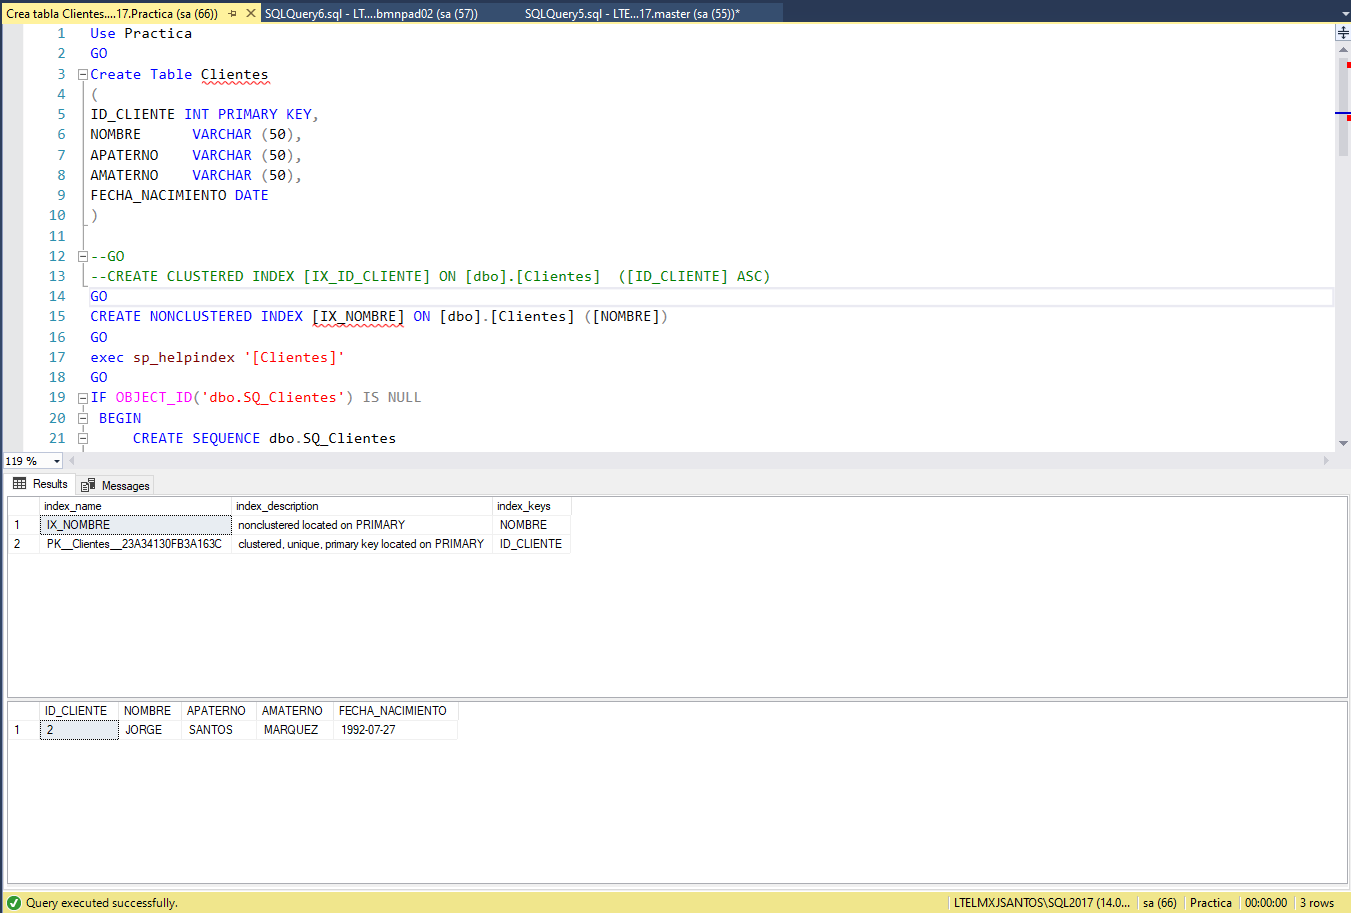 Crea tabla Clientes....17.Practica (sa (66))
SQLQuery6.sql - LT....bmnpad02 (sa (57))
SQLQuery5.sql - LTE...17.master (sa (55))*
1 Use Practica
2 GO
3 Create Table Clientes
4 (
5 ID_CLIENTE INT PRIMARY KEY,
6 NOMBRE      VARCHAR (50),
7 APATERNO    VARCHAR (50),
8 AMATERNO    VARCHAR (50),
9 FECHA_NACIMIENTO DATE
10 )
11
12 --GO
13 --CREATE CLUSTERED INDEX [IX_ID_CLIENTE] ON [dbo].[Clientes]  ([ID_CLIENTE] ASC)
14 GO
15 CREATE NONCLUSTERED INDEX [IX_NOMBRE] ON [dbo].[Clientes] ([NOMBRE])
16 GO
17 exec sp_helpindex '[Clientes]'
18 GO
19 IF OBJECT_ID('dbo.SQ_Clientes') IS NULL
20  BEGIN
21      CREATE SEQUENCE dbo.SQ_Clientes
119 %
Results Messages
index_name index_description index_keys
1 IX_NOMBRE nonclustered located on PRIMARY NOMBRE
2 PK__Clientes__23A34130FB3A163C clustered, unique, primary key located on PRIMARY ID_CLIENTE
ID_CLIENTE NOMBRE APATERNO AMATERNO FECHA_NACIMIENTO
1 2 JORGE SANTOS MARQUEZ 1992-07-27
Query executed successfully. LTELMXJSANTOS\SQL2017 (14.0... sa (66) Practica 00:00:00 3 rows